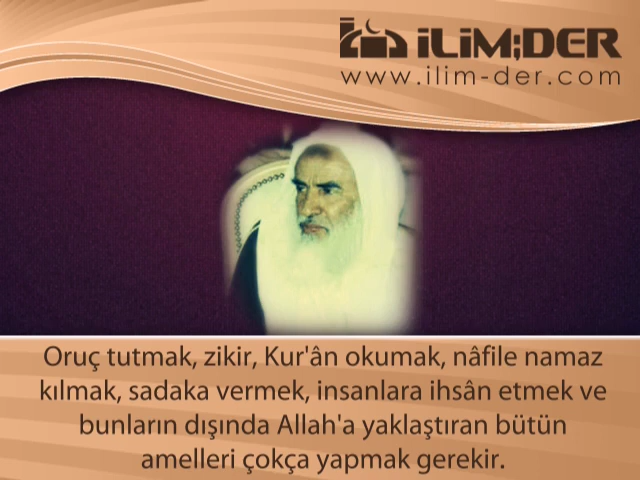 İLİM;DER
www.ilim-der.com
Oruç tutmak, zikir, Kur'ân okumak, nâfile namaz
kılmak, sadaka vermek, insanlara ihsân etmek ve
bunların dışında Allah'a yaklaştıran bütün
amelleri çokça yapmak gerekir.